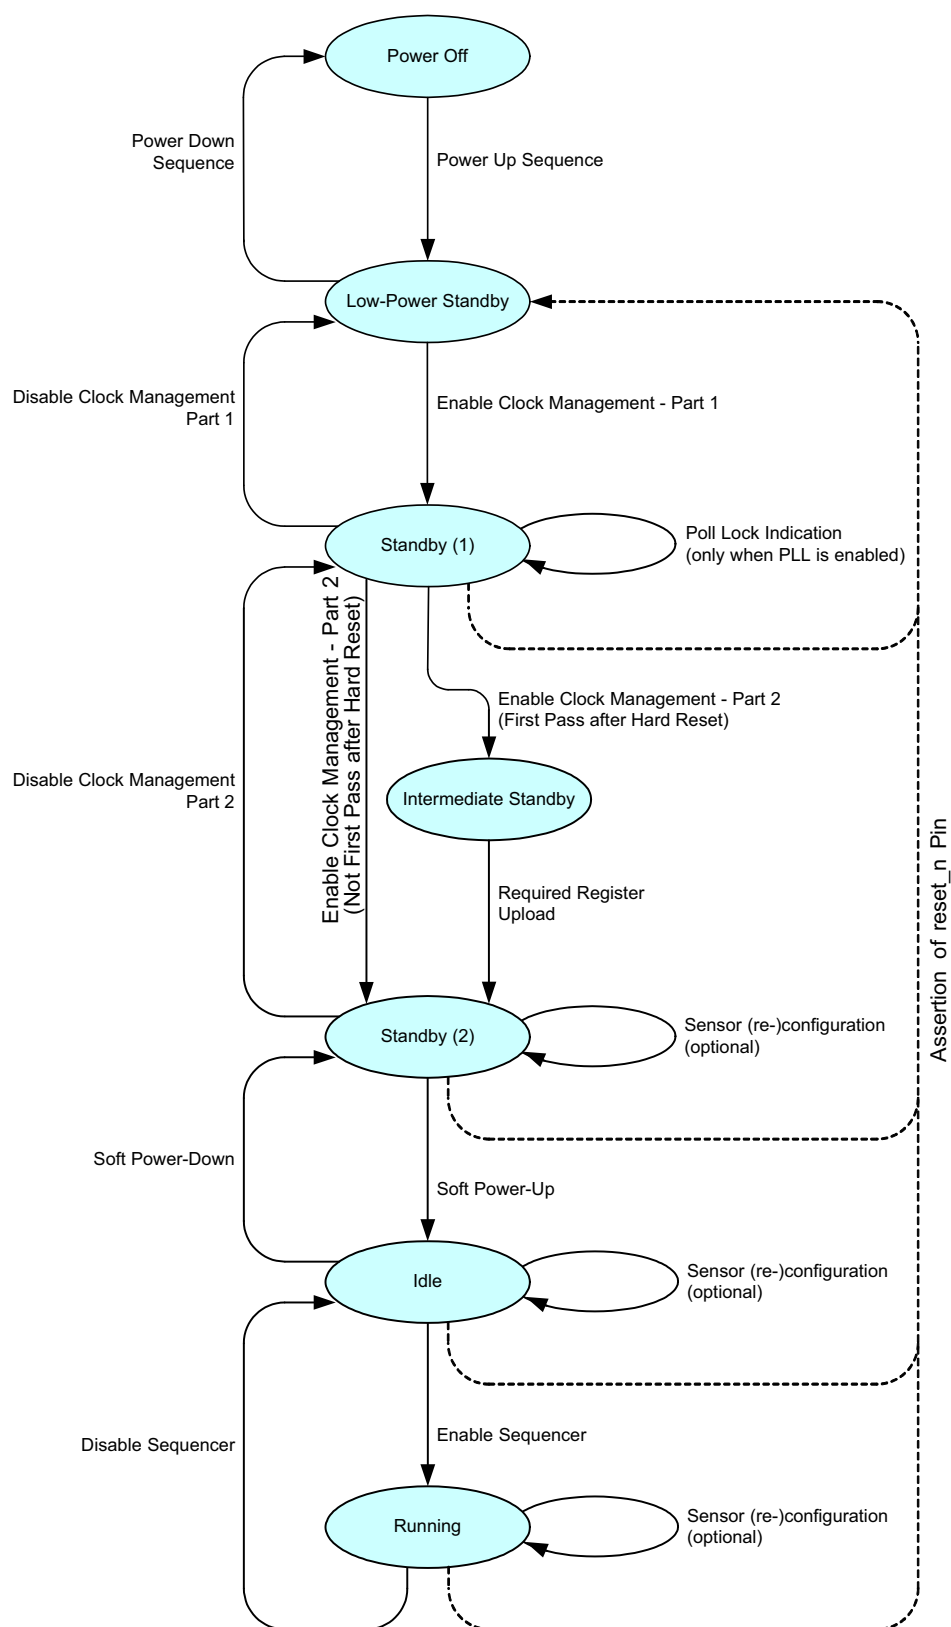 Power Off
Power Down
Sequence
Power Up Sequence
Low-Power Standby
Disable Clock Management
Part 1
Enable Clock Management - Part 1
Standby (1)
Poll Lock Indication
(only when PLL is enabled)
Enable Clock Management - Part 2
(Not First Pass after Hard Reset)
Enable Clock Management - Part 2
(First Pass after Hard Reset)
Disable Clock Management
Part 2
Intermediate Standby
Required Register
Upload
Assertion of reset_n Pin
Standby (2)
Sensor (re-)configuration
(optional)
Soft Power-Down
Soft Power-Up
Idle
Sensor (re-)configuration
(optional)
Disable Sequencer
Enable Sequencer
Running
Sensor (re-)configuration
(optional)